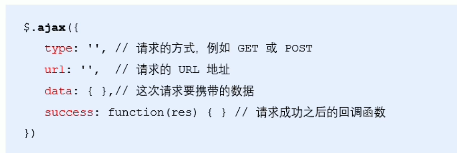 $.ajax({
type: '', // 请求的方式，例如 GET 或 POST
url: '', // 请求的 URL 地址
data: { },// 这次请求要携带的数据
success: function(res) { } // 请求成功之后的回调函数
})